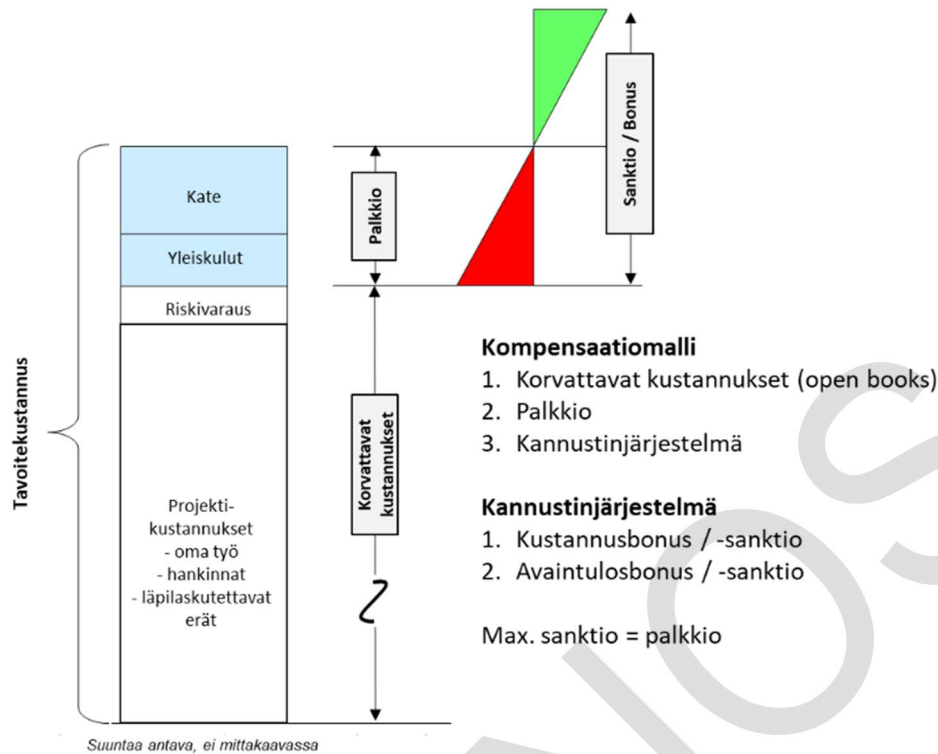 Tavoitekustannus
Kate
Yleiskulut
Riskivaraus
Projekti-
kustannukset
- oma työ
- hankinnat
- läpilaskutettavat
erät
Palkkio
Korvattavat
kustannukset
Sanktio / Bonus
Kompensaatiomalli
1. Korvattavat kustannukset (open books)
2. Palkkio
3. Kannustinjärjestelmä
Kannustinjärjestelmä
1. Kustannusbonus / -sanktio
2. Avaintulosbonus / -sanktio
Max. sanktio = palkkio
Suuntaa antava, ei mittakaavassa
NOS